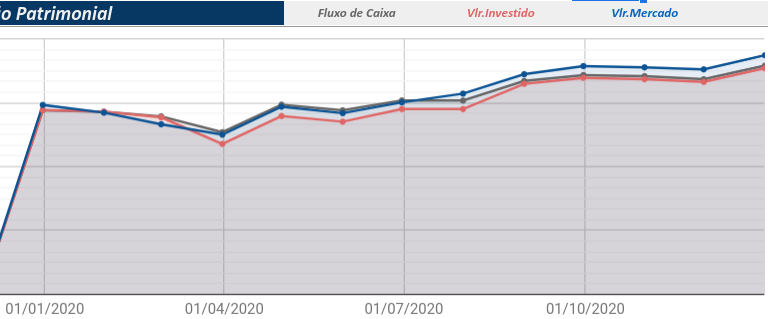 o Patrimonial
Fluxo de Caixa
Vlr.Investido
Vlr.Mercado
01/01/2020
01/04/2020
01/07/2020
01/10/2020